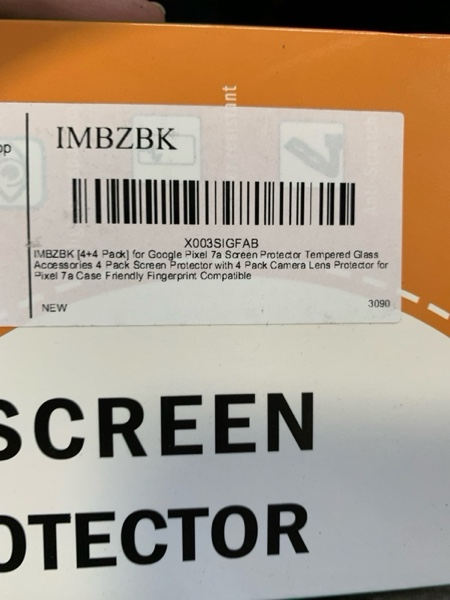 op
IMBZBK
X003SIGFAB
IMBZBK [4+4 Pack] for Google Pixel 7a Screen Protector Tempered Glass
Accessories 4 Pack Screen Protector with 4 Pack Camera Lens Protector for
Pixel 7a Case Friendly Fingerprint Compatible
NEW
3090
SCREEN
OTECTOR